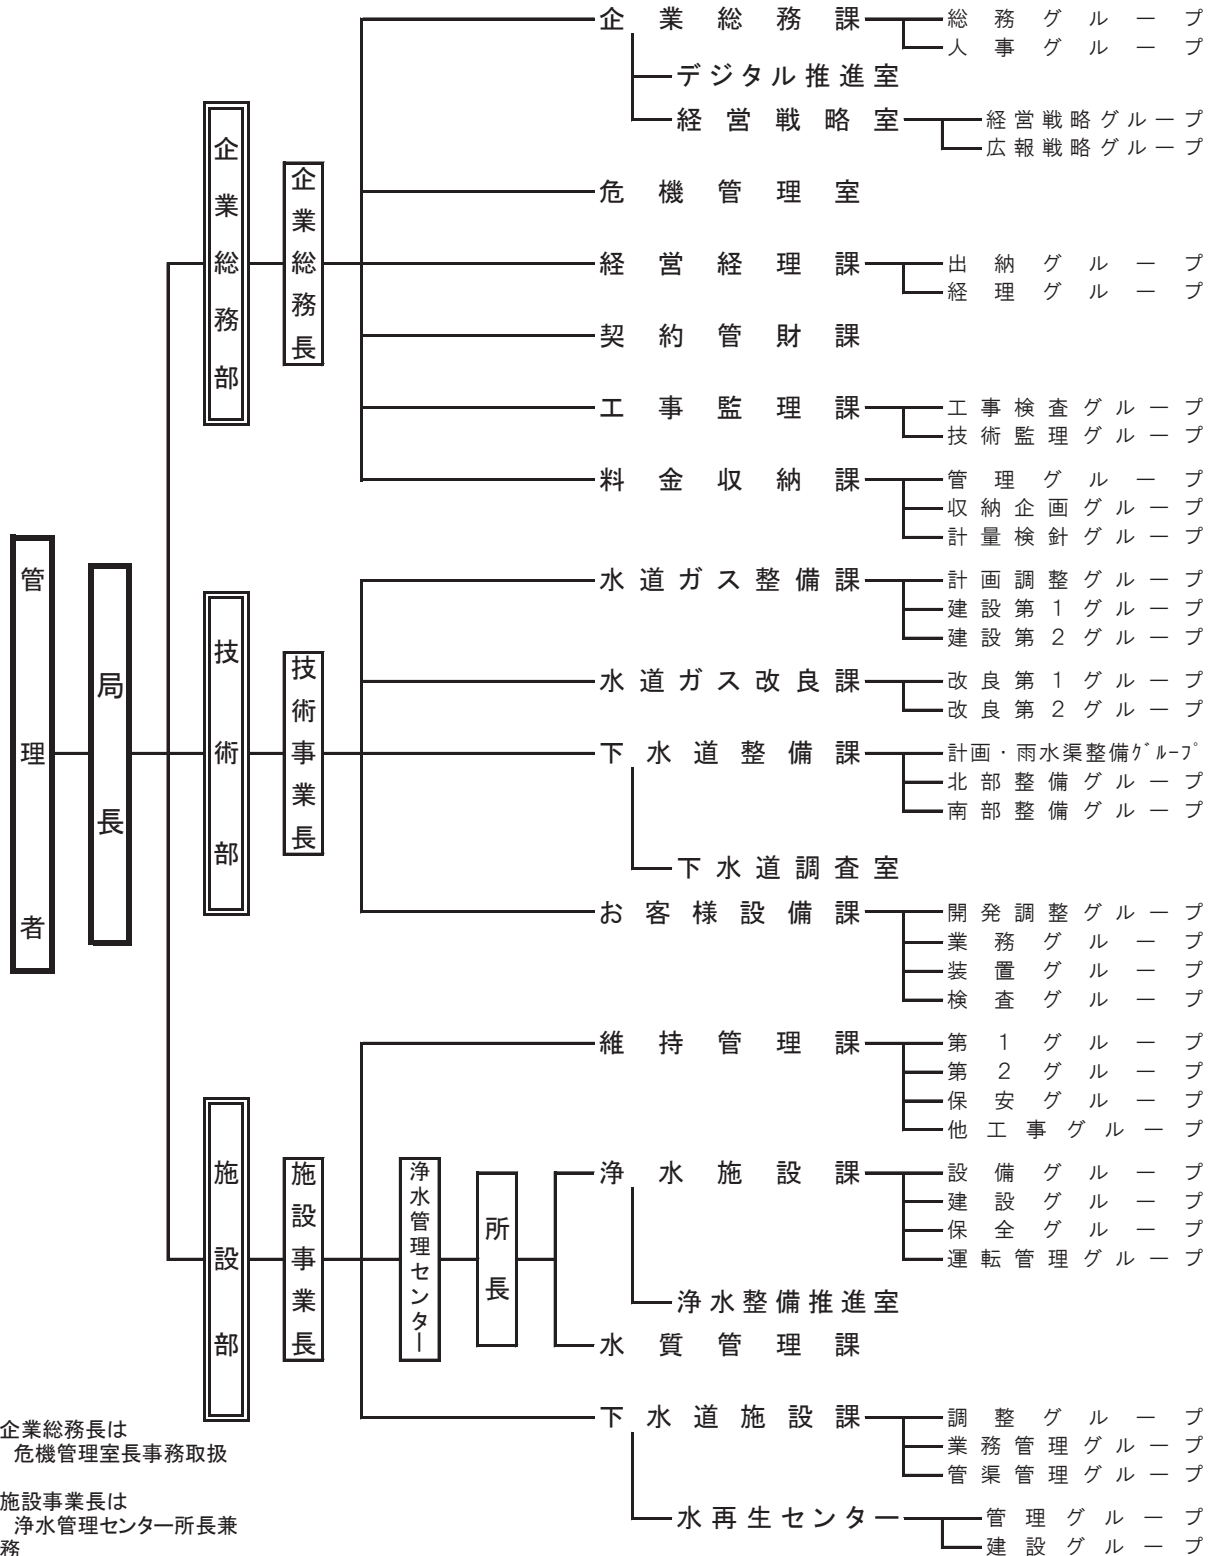 管理者
局長
企業総務部
企業総務長
企業総務課
総務グループ
人事グループ
デジタル推進室
経営戦略室
経営戦略グループ
広報戦略グループ
危機管理室
経営経理課
出納グループ
経理グループ
契約管財課
工事監理課
工事検査グループ
技術監理グループ
料金収納課
管理グループ
収納企画グループ
計量検針グループ
技術部
技術事業長
水道ガス整備課
計画調整グループ
建設第1グループ
建設第2グループ
水道ガス改良課
改良第1グループ
改良第2グループ
下水道整備課
計画・雨水渠整備ｸﾞﾙｰﾌﾟ
北部整備グループ
南部整備グループ
下水道調査室
お客様設備課
開発調整グループ
業務グループ
装置グループ
検査グループ
施設部
施設事業長
維持管理課
第1グループ
第2グループ
保安グループ
他工事グループ
浄水管理センター
所長
浄水施設課
設備グループ
建設グループ
保全グループ
運転管理グループ
浄水整備推進室
水質管理課
下水道施設課
調整グループ
業務管理グループ
管渠管理グループ
水再生センター
管理グループ
建設グループ
企業総務長は
危機管理室長事務取扱
施設事業長は
浄水管理センター所長兼
務